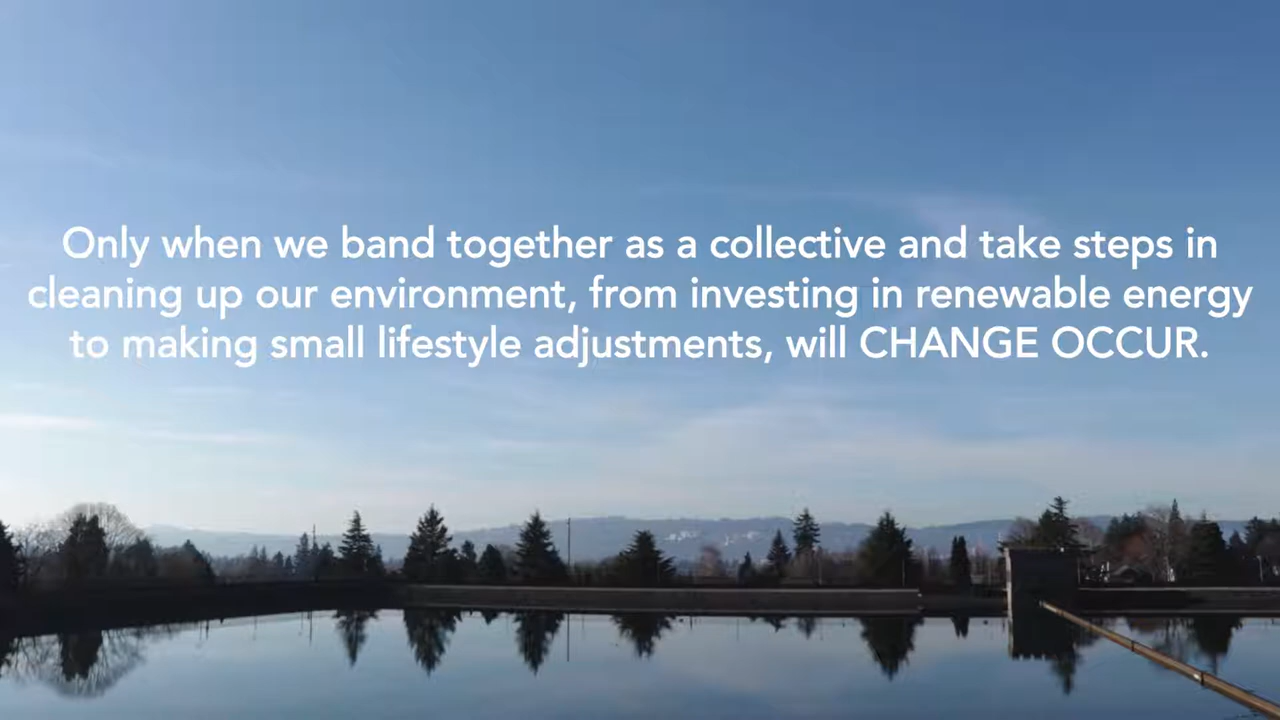 Only when we band together as a collective and take steps in
cleaning up our environment, from investing in renewable energy
to making small lifestyle adjustments, will CHANGE OCCUR.